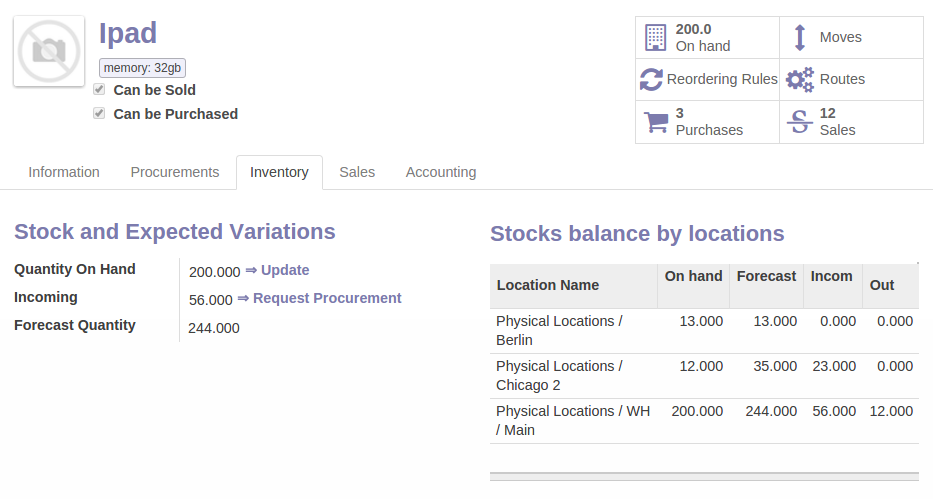 Ipad
memory: 32gb
Can be Sold
Can be Purchased
200.0
On hand
Moves
Reordering Rules
Routes
3
Purchases
12
Sales
Information Procurements Inventory Sales Accounting
Stock and Expected Variations
Quantity On Hand 200.000 ⇒ Update
Incoming 56.000 ⇒ Request Procurement
Forecast Quantity 244.000
Stocks balance by locations
Location Name On hand Forecast Incom Out
Physical Locations / 13.000 13.000 0.000 0.000
Berlin
Physical Locations / 12.000 35.000 23.000 0.000
Chicago 2
Physical Locations / WH 200.000 244.000 56.000 12.000
/ Main